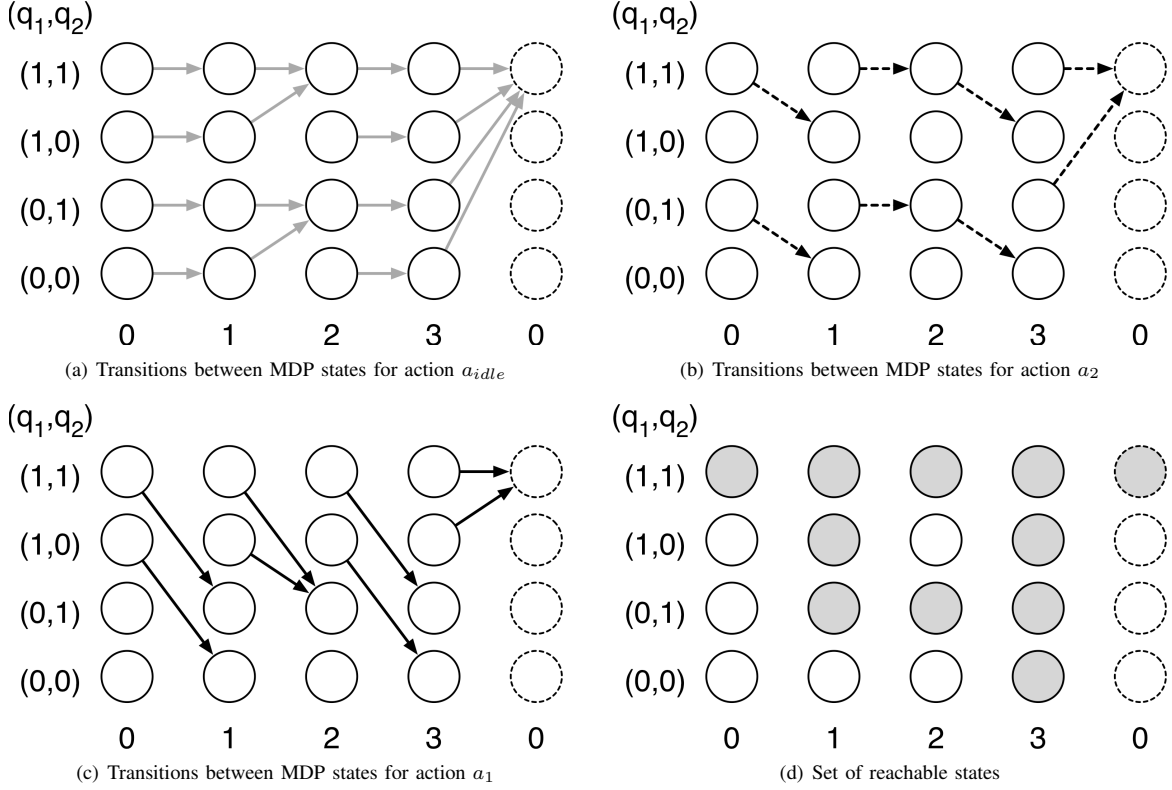 (q₁,q₂)
(1,1)
(1,0)
(0,1)
(0,0)
0 1 2 3 0
(a) Transitions between MDP states for action a_idle
(q₁,q₂)
(1,1)
(1,0)
(0,1)
(0,0)
0 1 2 3 0
(b) Transitions between MDP states for action a₂
(q₁,q₂)
(1,1)
(1,0)
(0,1)
(0,0)
0 1 2 3 0
(c) Transitions between MDP states for action a₁
(q₁,q₂)
(1,1)
(1,0)
(0,1)
(0,0)
0 1 2 3 0
(d) Set of reachable states